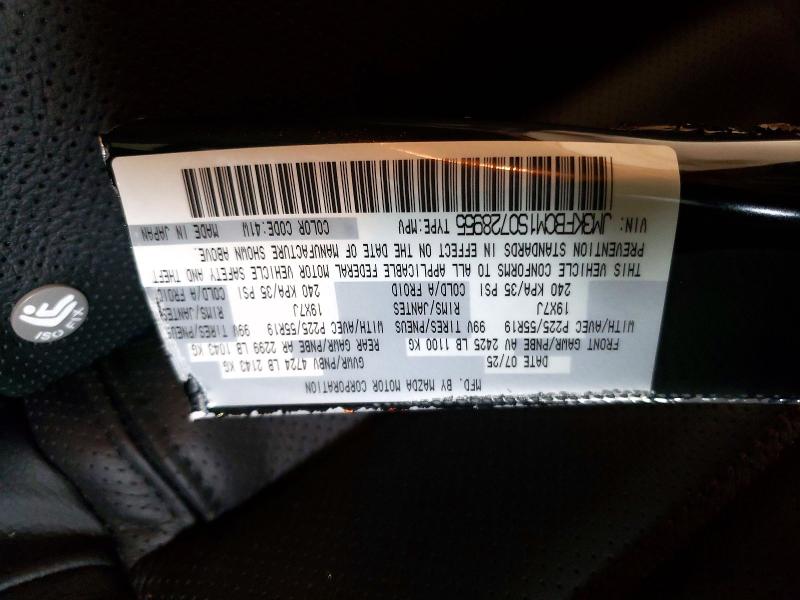 MFD. BY MAZDA MOTOR CORPORATION
DATE 07/25 GVWR/PNBV 4724 LB 2143 KG
FRONT GAWR/PNBE AV 2425 LB 1100 KG REAR GAWR/PNBE AR 2299 LB 1043 KG
WITH/AVEC P225/55R19 99V TIRES/PNEUS WITH/AVEC P225/55R19 99V TIRES/PNEUS
19X7J RIMS/JANTES 19X7J RIMS/JANTES
240 KPA/35 PSI COLD/A FROID 240 KPA/35 PSI COLD/A FROID
THIS VEHICLE CONFORMS TO ALL APPLICABLE FEDERAL MOTOR VEHICLE SAFETY AND THEFT
PREVENTION STANDARDS IN EFFECT ON THE DATE OF MANUFACTURE SHOWN ABOVE.
VIN: JM3KFBCM1S0728955 TYPE:MPV COLOR CODE:41W MADE IN JAPAN
ISO FIX